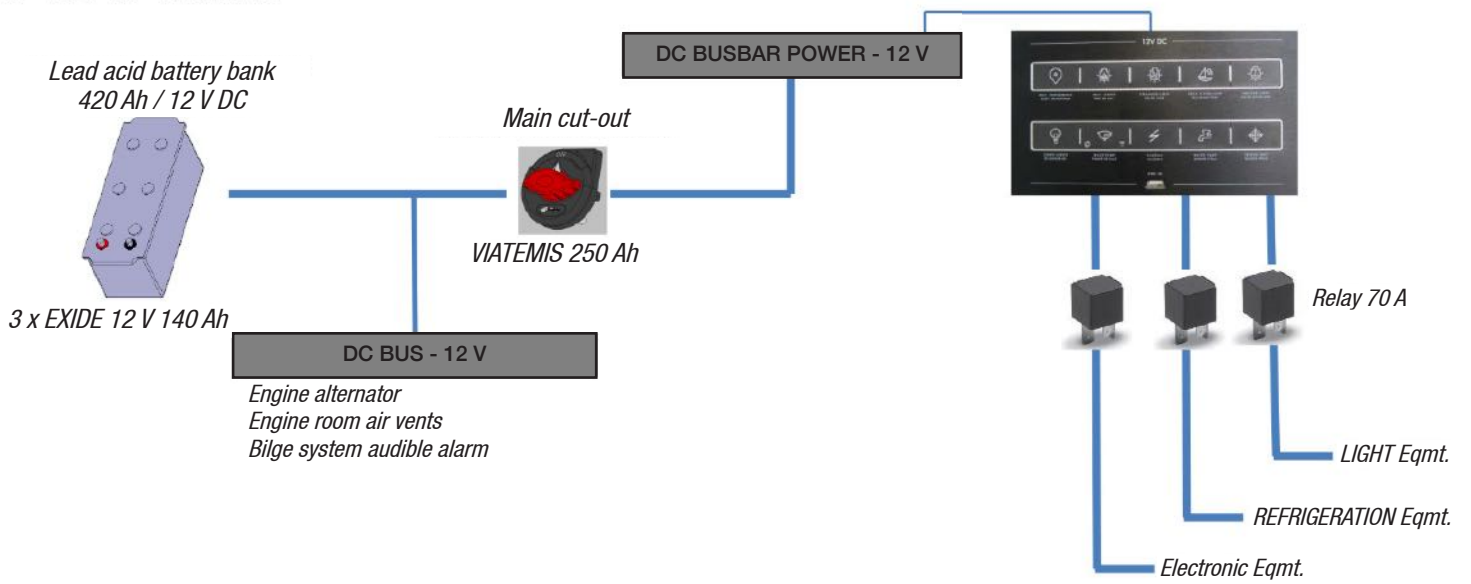 Lead acid battery bank
420 Ah / 12 V DC
3 x EXIDE 12 V 140 Ah
DC BUS - 12 V
Engine alternator
Engine room air vents
Bilge system audible alarm
Main cut-out
ON
VIATEMIS 250 Ah
DC BUSBAR POWER - 12 V
12V DC
Relay 70 A
LIGHT Eqmt.
REFRIGERATION Eqmt.
Electronic Eqmt.